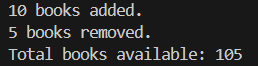 10 books added.
5 books removed.
Total books available: 105